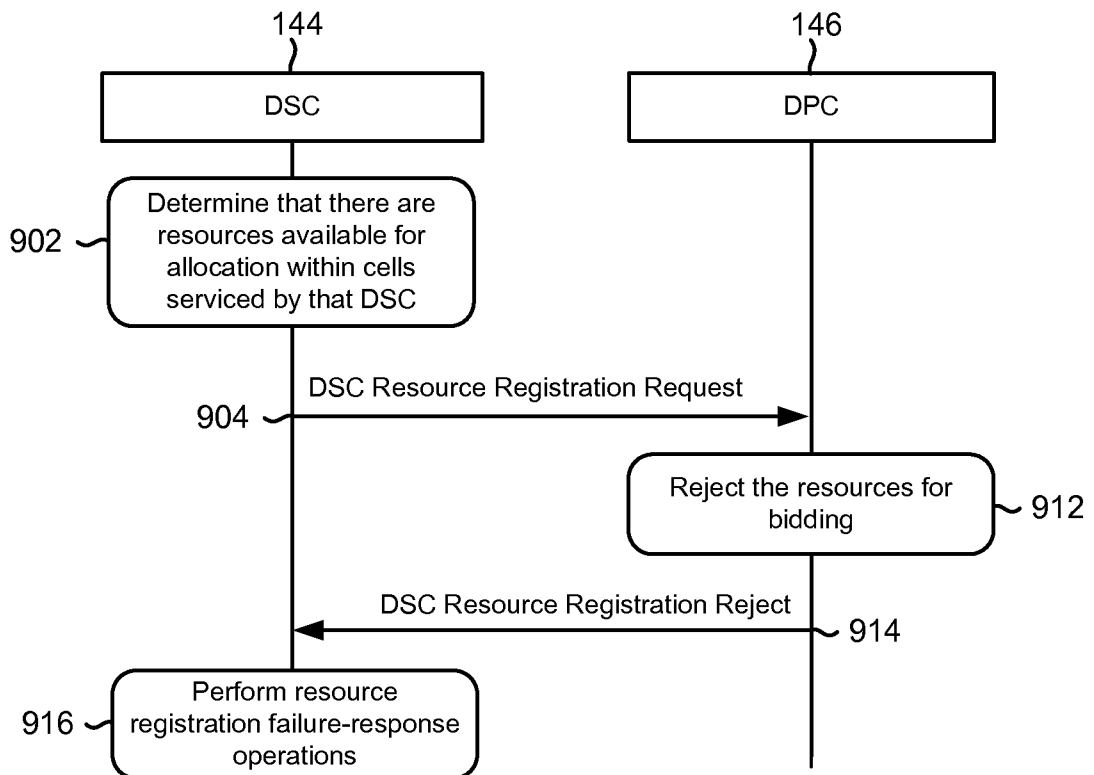 144
146
DSC
DPC
Determine that there are
resources available for
allocation within cells
serviced by that DSC
902
DSC Resource Registration Request
904
Reject the resources for
bidding
912
DSC Resource Registration Reject
914
Perform resource
registration failure-response
operations
916